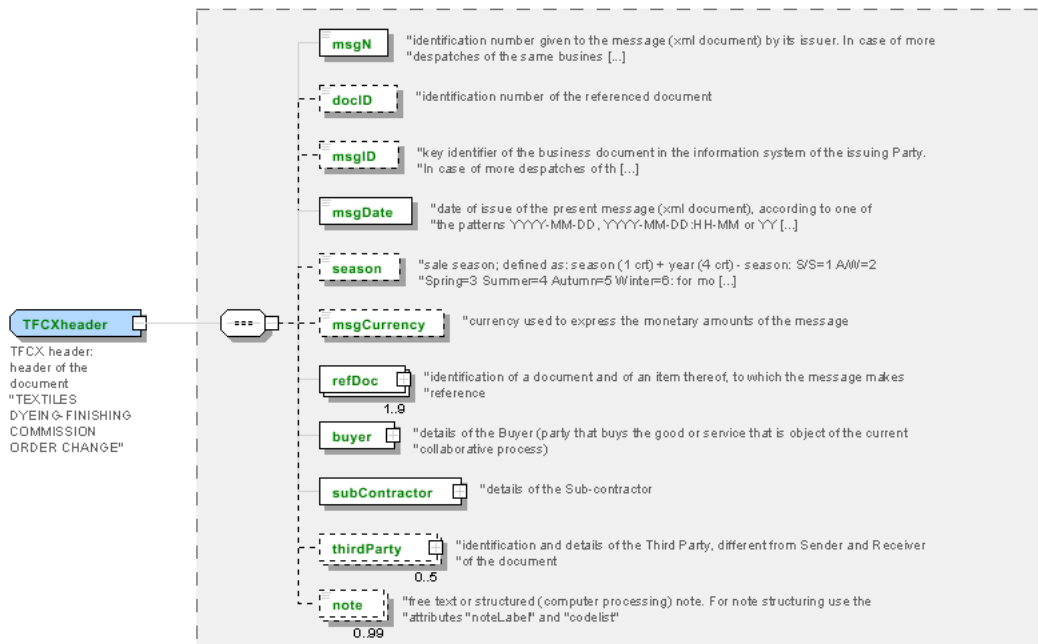 msgN
"identification number given to the message (xml document) by its issuer. In case of more
"despatches of the same busines [...]
docID
"identification number of the referenced document
msgID
"key identifier of the business document in the information system of the issuing Party.
"In case of more despatches of th [...]
msgDate
"date of issue of the present message (xml document), according to one of
"the patterns YYYY-MM-DD, YYYY-MM-DD:HH-MM or YY [...]
season
"sale season; defined as: season (1 crt) + year (4 crt) - season: S/S=1 A/W=2
"Spring=3 Summer=4 Autumn=5 Winter=6: for mo [...]
TFCXheader
TFCX header:
header of the
document
"TEXTILES
DYEING-FINISHING
COMMISSION
ORDER CHANGE"
msgCurrency
"currency used to express the monetary amounts of the message
refDoc
"identification of a document and of an item thereof, to which the message makes
"reference
1..9
buyer
"details of the Buyer (party that buys the good or service that is object of the current
"collaborative process)
subContractor
"details of the Sub-contractor
thirdParty
"identification and details of the Third Party, different from Sender and Receiver
"of the document
0..5
note
"free text or structured (computer processing) note. For note structuring use the
"attributes "noteLabel" and "codelist"
0..99